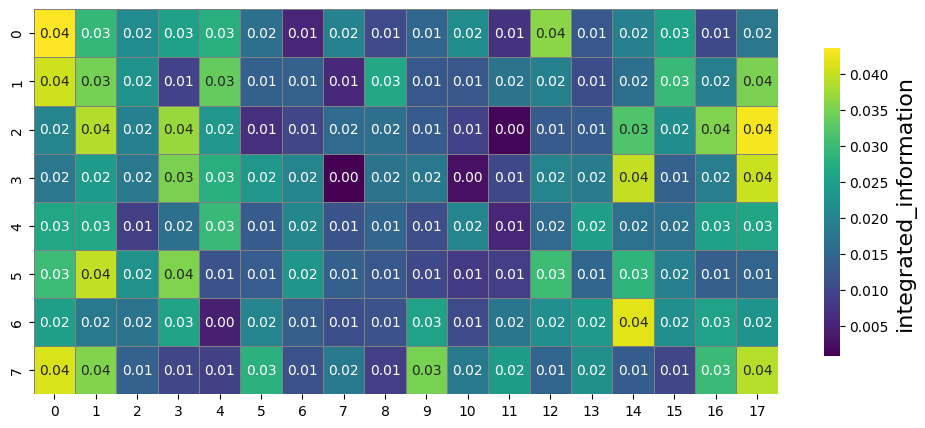 0 0.04 0.03 0.02 0.03 0.03 0.02 0.01 0.02 0.01 0.01 0.02 0.01 0.04 0.01 0.02 0.03 0.01 0.02
1 0.04 0.03 0.02 0.01 0.03 0.01 0.01 0.01 0.03 0.01 0.01 0.02 0.02 0.01 0.02 0.03 0.02 0.04
2 0.02 0.04 0.02 0.04 0.02 0.01 0.01 0.02 0.02 0.01 0.01 0.00 0.01 0.01 0.03 0.02 0.04 0.04
3 0.02 0.02 0.02 0.03 0.03 0.02 0.02 0.00 0.02 0.02 0.00 0.01 0.02 0.02 0.04 0.01 0.02 0.04
4 0.03 0.03 0.01 0.02 0.03 0.01 0.02 0.01 0.02 0.01 0.02 0.01 0.02 0.02 0.02 0.02 0.03 0.03
5 0.03 0.04 0.02 0.04 0.01 0.01 0.02 0.01 0.01 0.01 0.01 0.01 0.03 0.01 0.03 0.02 0.01 0.01
6 0.02 0.02 0.02 0.03 0.00 0.02 0.01 0.01 0.01 0.03 0.01 0.02 0.02 0.02 0.04 0.02 0.03 0.02
7 0.04 0.04 0.01 0.01 0.01 0.03 0.01 0.02 0.01 0.03 0.02 0.02 0.01 0.02 0.01 0.01 0.03 0.04
0 1 2 3 4 5 6 7 8 9 10 11 12 13 14 15 16 17
0.040
0.035
0.030
0.025
0.020
0.015
0.010
0.005
integrated_information